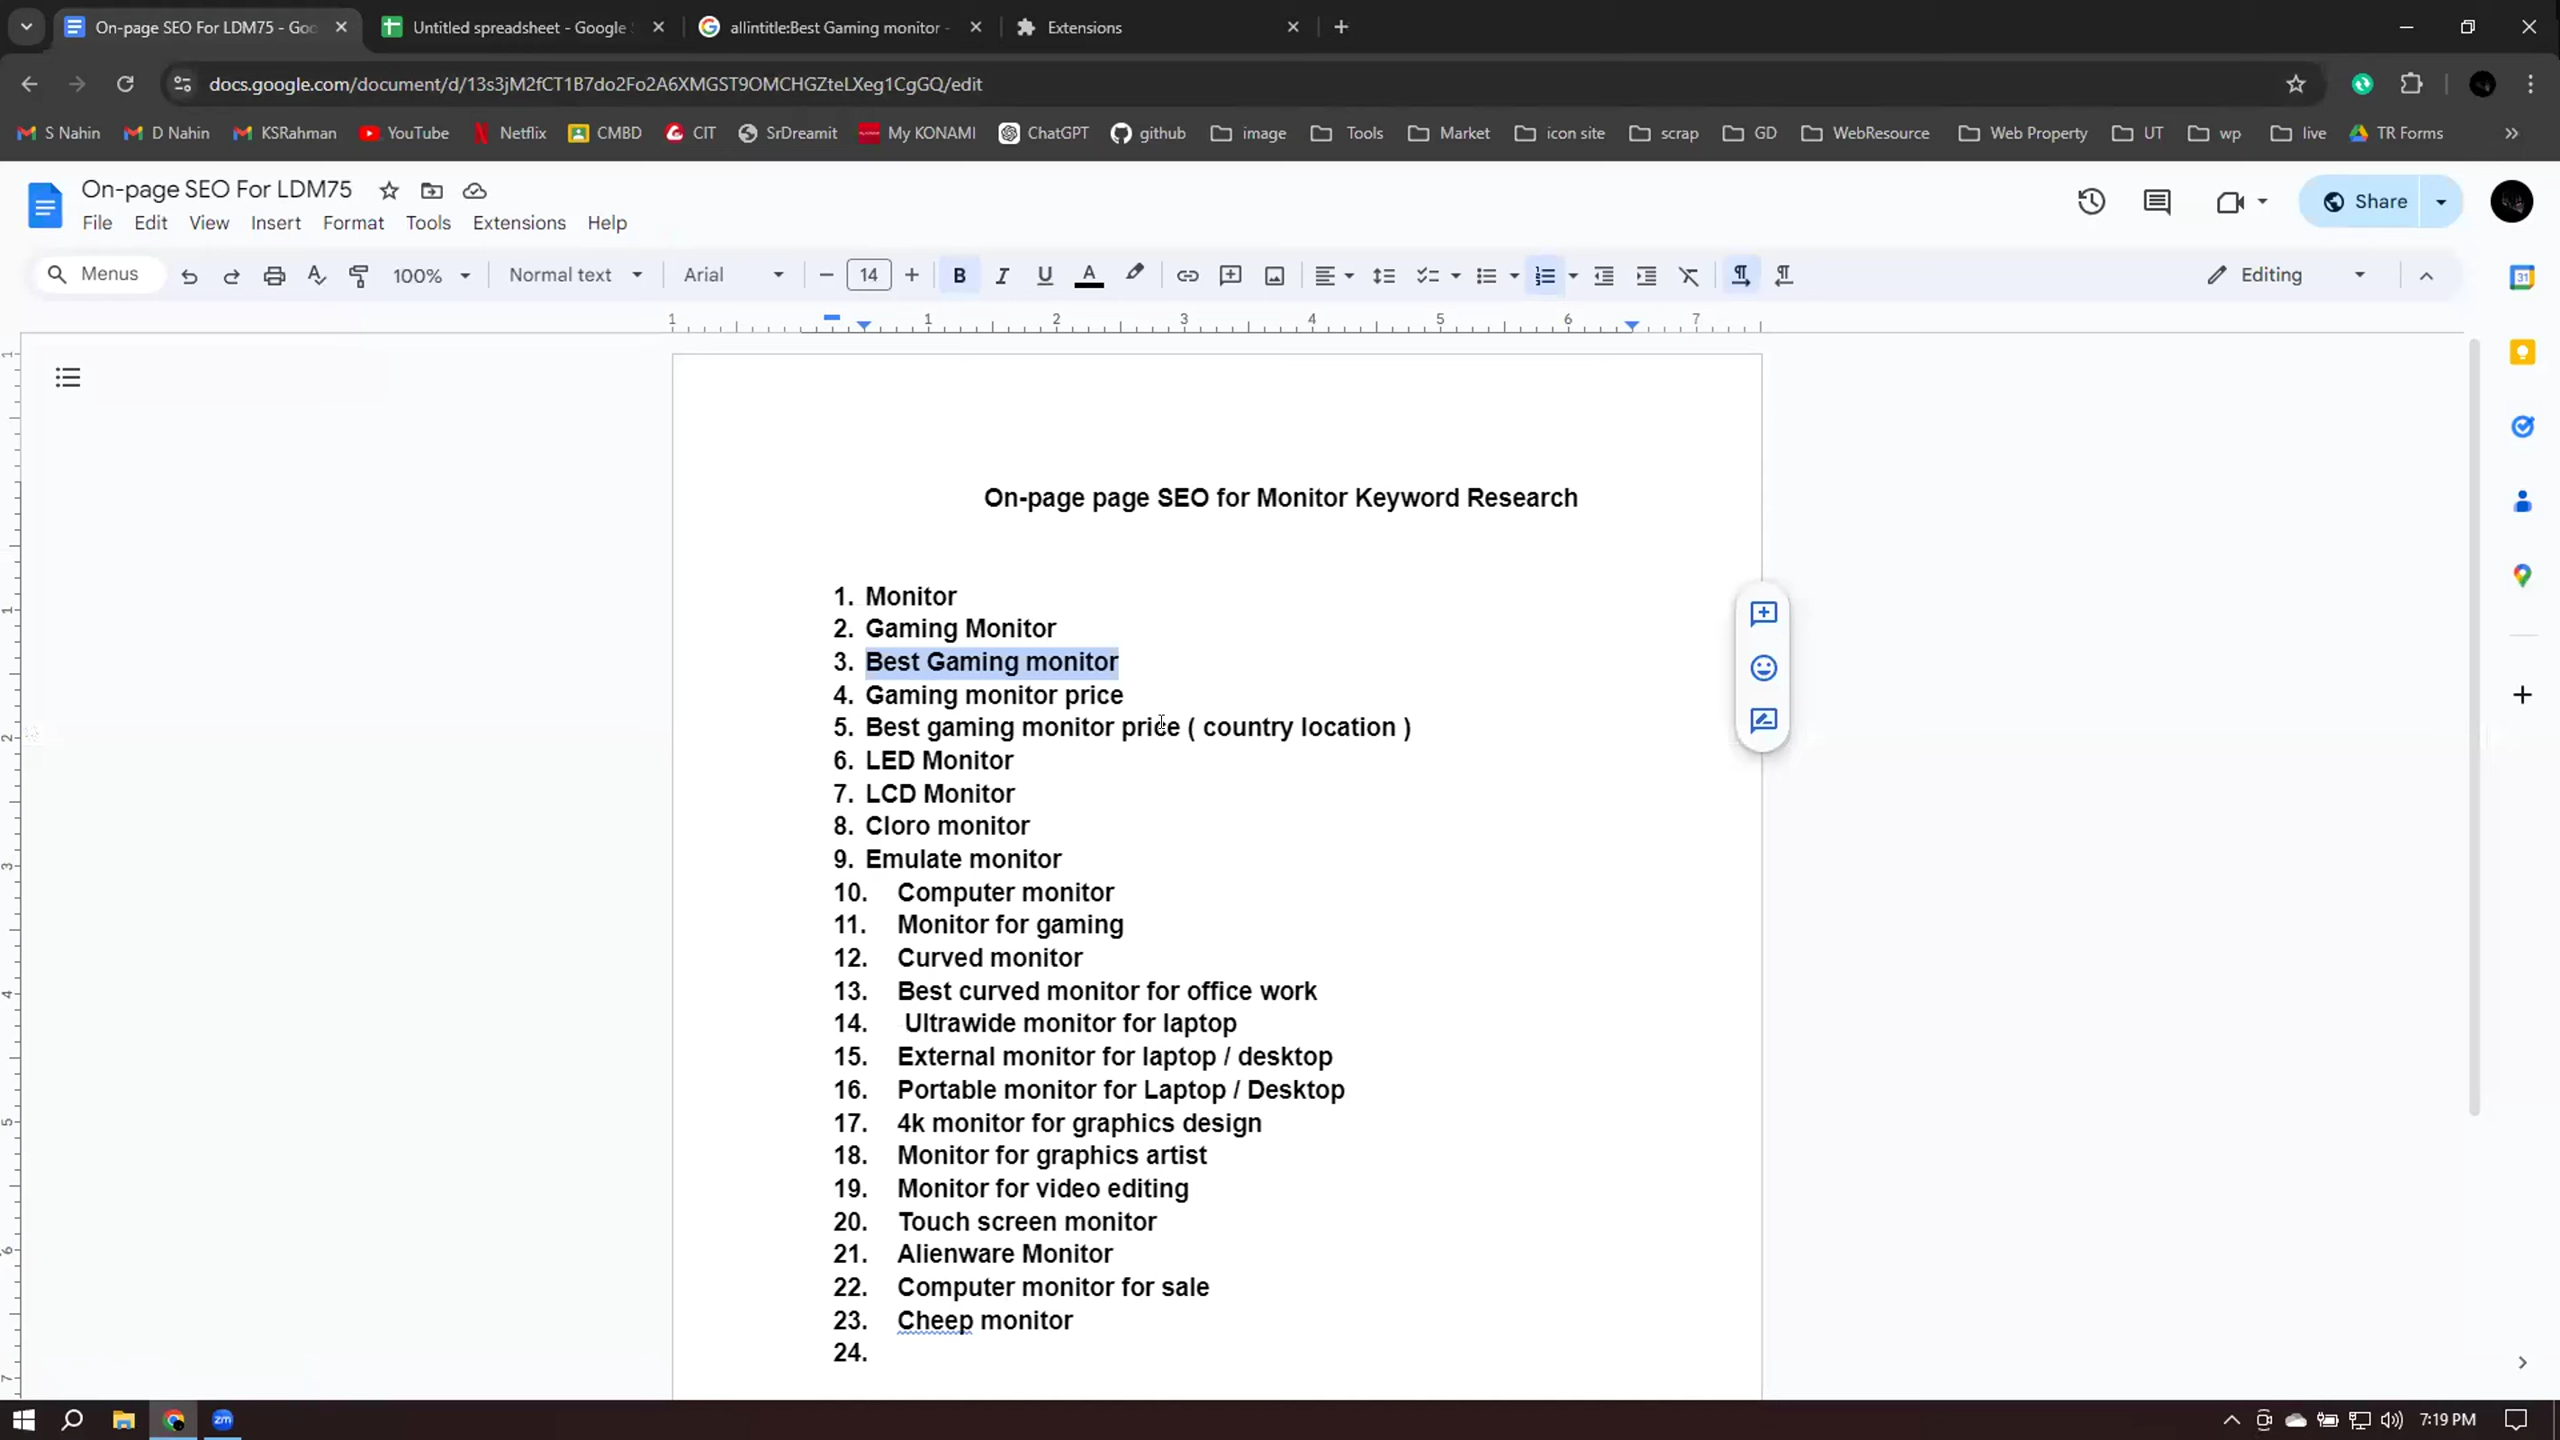 On-page SEO For LDM75 - Goo
Untitled spreadsheet - Google
allintitle:Best Gaming monitor -
Extensions
docs.google.com/document/d/13s3jM2fCT1B7do2Fo2A6XMGST9OMCHGZteLXeg1CgGQ/edit
S Nahin D Nahin KSRahman YouTube Netflix CMBD CIT SrDreamit My KONAMI ChatGPT github image Tools Market icon site scrap GD WebResource Web Property UT wp live TR Forms
On-page SEO For LDM75
File Edit View Insert Format Tools Extensions Help
Share
Menus 100% Normal text Arial 14 Editing
1 1 2 3 4 5 6 7
On-page page SEO for Monitor Keyword Research
1. Monitor
2. Gaming Monitor
3. Best Gaming monitor
4. Gaming monitor price
5. Best gaming monitor price ( country location )
6. LED Monitor
7. LCD Monitor
8. Cloro monitor
9. Emulate monitor
10. Computer monitor
11. Monitor for gaming
12. Curved monitor
13. Best curved monitor for office work
14. Ultrawide monitor for laptop
15. External monitor for laptop / desktop
16. Portable monitor for Laptop / Desktop
17. 4k monitor for graphics design
18. Monitor for graphics artist
19. Monitor for video editing
20. Touch screen monitor
21. Alienware Monitor
22. Computer monitor for sale
23. Cheep monitor
24.
7:19 PM